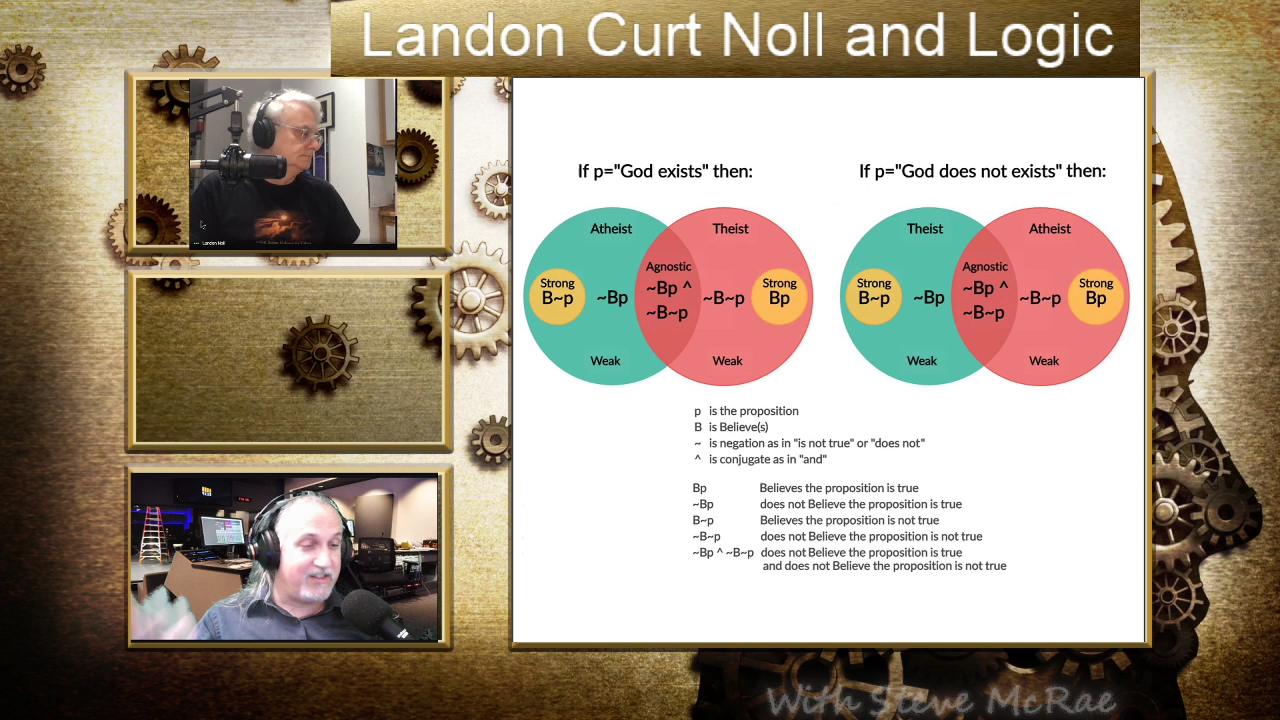 Landon Curt Noll and Logic
Landon Noll
If p="God exists" then:
Atheist
Theist
Agnostic
Strong
B~p
~Bp
~Bp ^
~B~p
~B~p
Strong
Bp
Weak
Weak
If p="God does not exists" then:
Theist
Atheist
Agnostic
Strong
B~p
~Bp
~Bp ^
~B~p
~B~p
Strong
Bp
Weak
Weak
p is the proposition
B is Believe(s)
~ is negation as in "is not true" or "does not"
^ is conjugate as in "and"
Bp Believes the proposition is true
~Bp does not Believe the proposition is true
B~p Believes the proposition is not true
~B~p does not Believe the proposition is not true
~Bp ^ ~B~p does not Believe the proposition is true
and does not Believe the proposition is not true
With Steve McRae